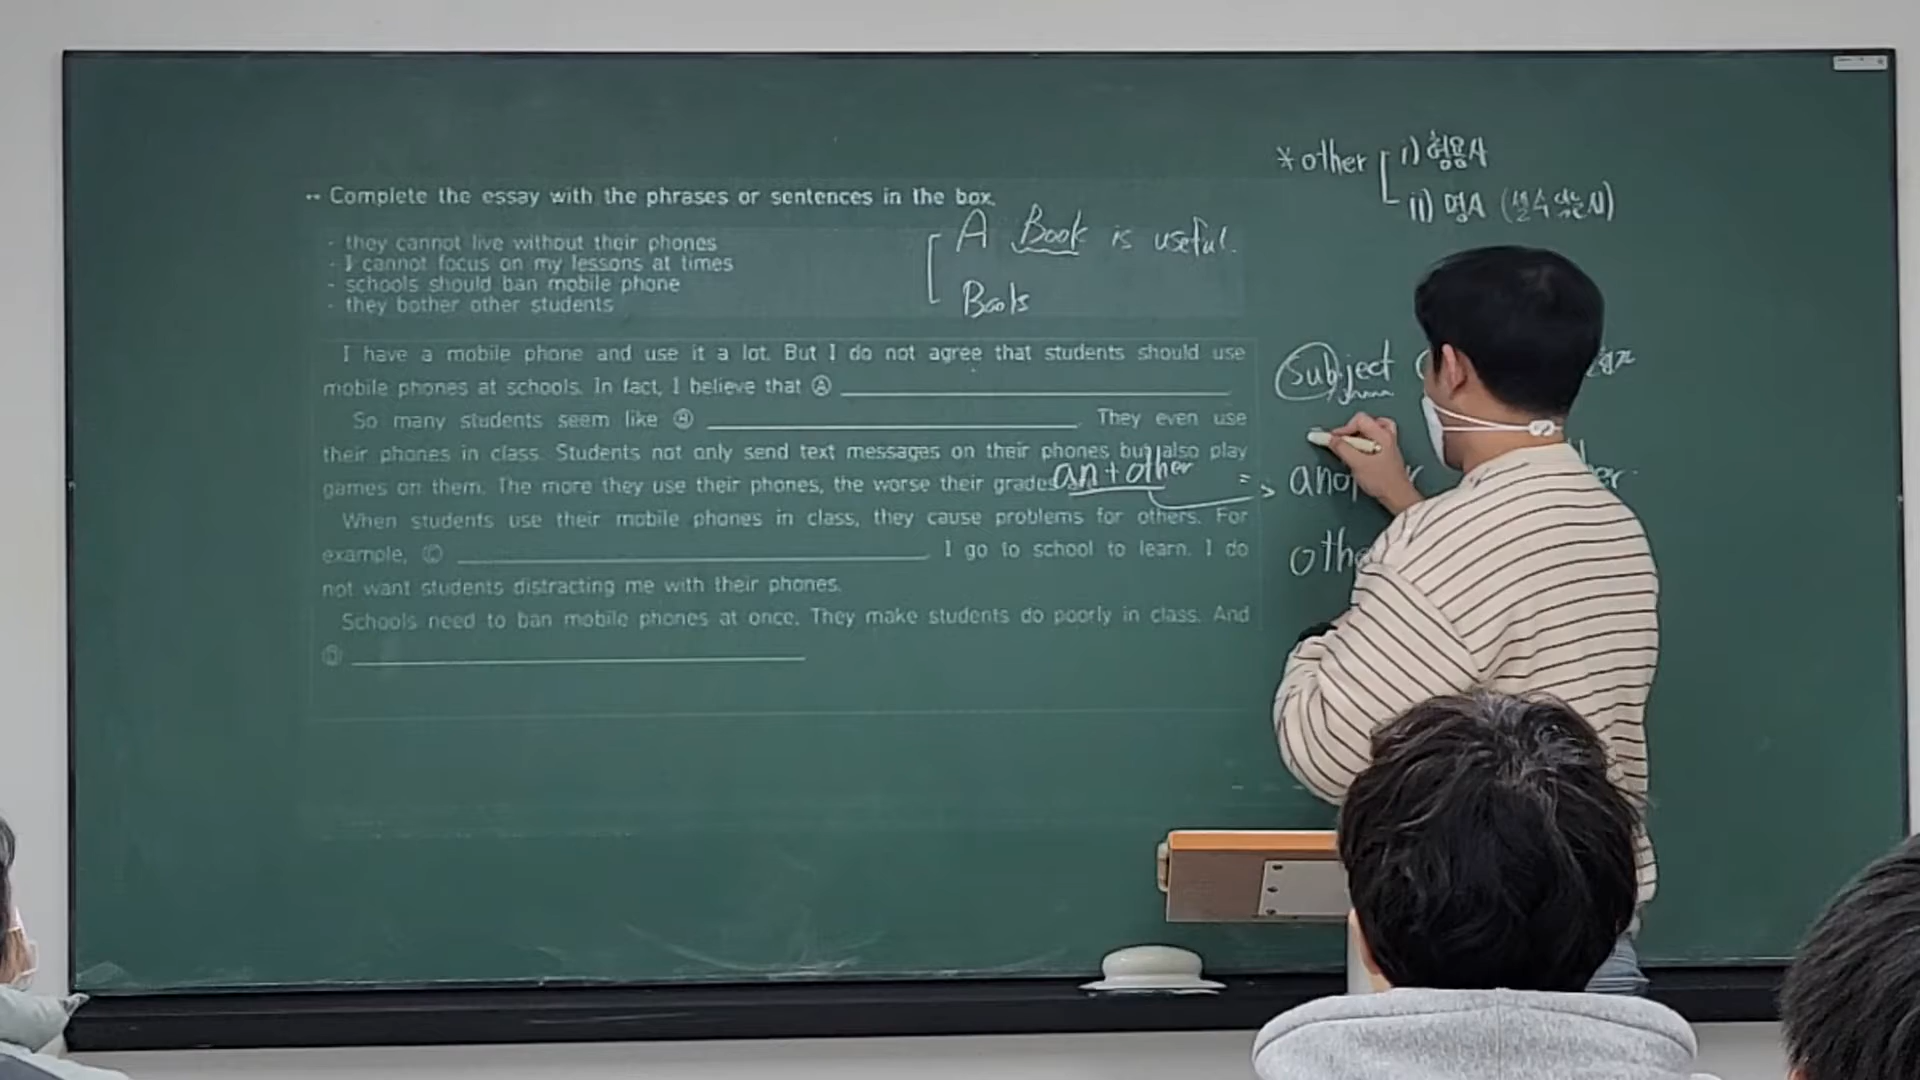 -- Complete the essay with the phrases or sentences in the box.
- they cannot live without their phones
- I cannot focus on my lessons at times
- schools should ban mobile phone
- they bother other students
I have a mobile phone and use it a lot. But I do not agree that students should use
mobile phones at schools. In fact, I believe that Ⓐ
So many students seem like Ⓑ . They even use
their phones in class. Students not only send text messages on their phones but also play
games on them. The more they use their phones, the worse their grades
When students use their mobile phones in class, they cause problems for others. For
example, Ⓒ . I go to school to learn. I do
not want students distracting me with their phones.
Schools need to ban mobile phones at once. They make students do poorly in class. And
Ⓓ
A Book is useful.
Books
an + other =>
*other i) 형용사
ii) 명사 (셀 수 있는 명사)
Subject